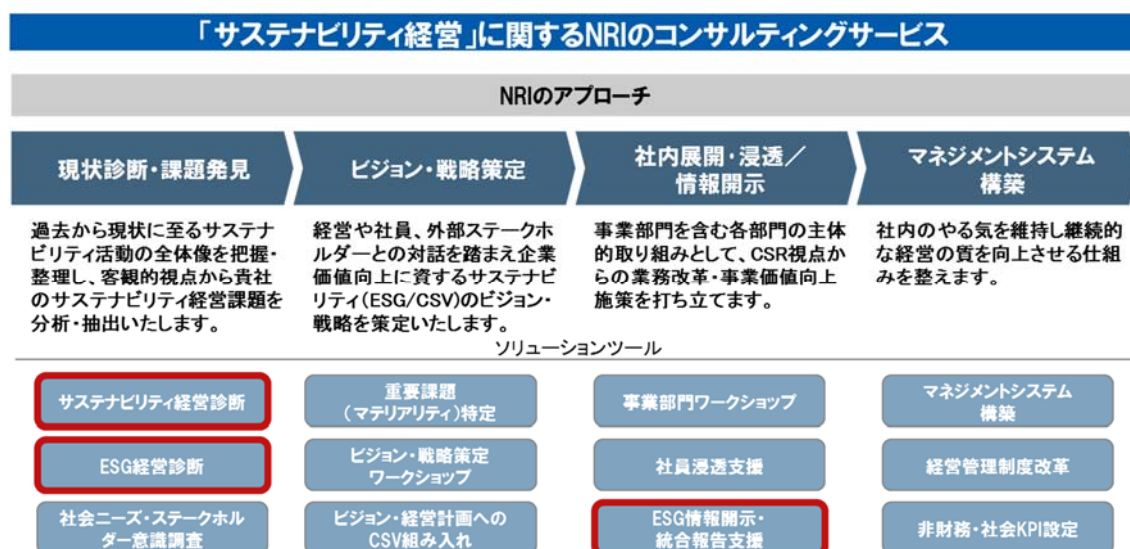 「サステナビリティ経営」に関するNRIのコンサルティングサービス
NRIのアプローチ
現状診断・課題発見
ビジョン・戦略策定
社内展開・浸透／
情報開示
マネジメントシステム
構築
過去から現状に至るサステナ
ビリティ活動の全体像を把握・
整理し、客観的視点から貴社
のサステナビリティ経営課題を
分析・抽出いたします。
経営や社員、外部ステークホ
ルダーとの対話を踏まえ企業
価値向上に資するサステナビ
リティ(ESG/CSV)のビジョン・
戦略を策定いたします。
事業部門を含む各部門の主体
的取り組みとして、CSR視点か
らの業務改革・事業価値向上
施策を打ち立てます。
社内のやる気を維持し継続的
な経営の質を向上させる仕組
みを整えます。
ソリューションツール
サステナビリティ経営診断
重要課題
（マテリアリティ）特定
事業部門ワークショップ
マネジメントシステム
構築
ESG経営診断
ビジョン・戦略策定
ワークショップ
社員浸透支援
経営管理制度改革
社会ニーズ・ステークホル
ダー意識調査
ビジョン・経営計画への
CSV組み入れ
ESG情報開示・
統合報告支援
非財務・社会KPI設定